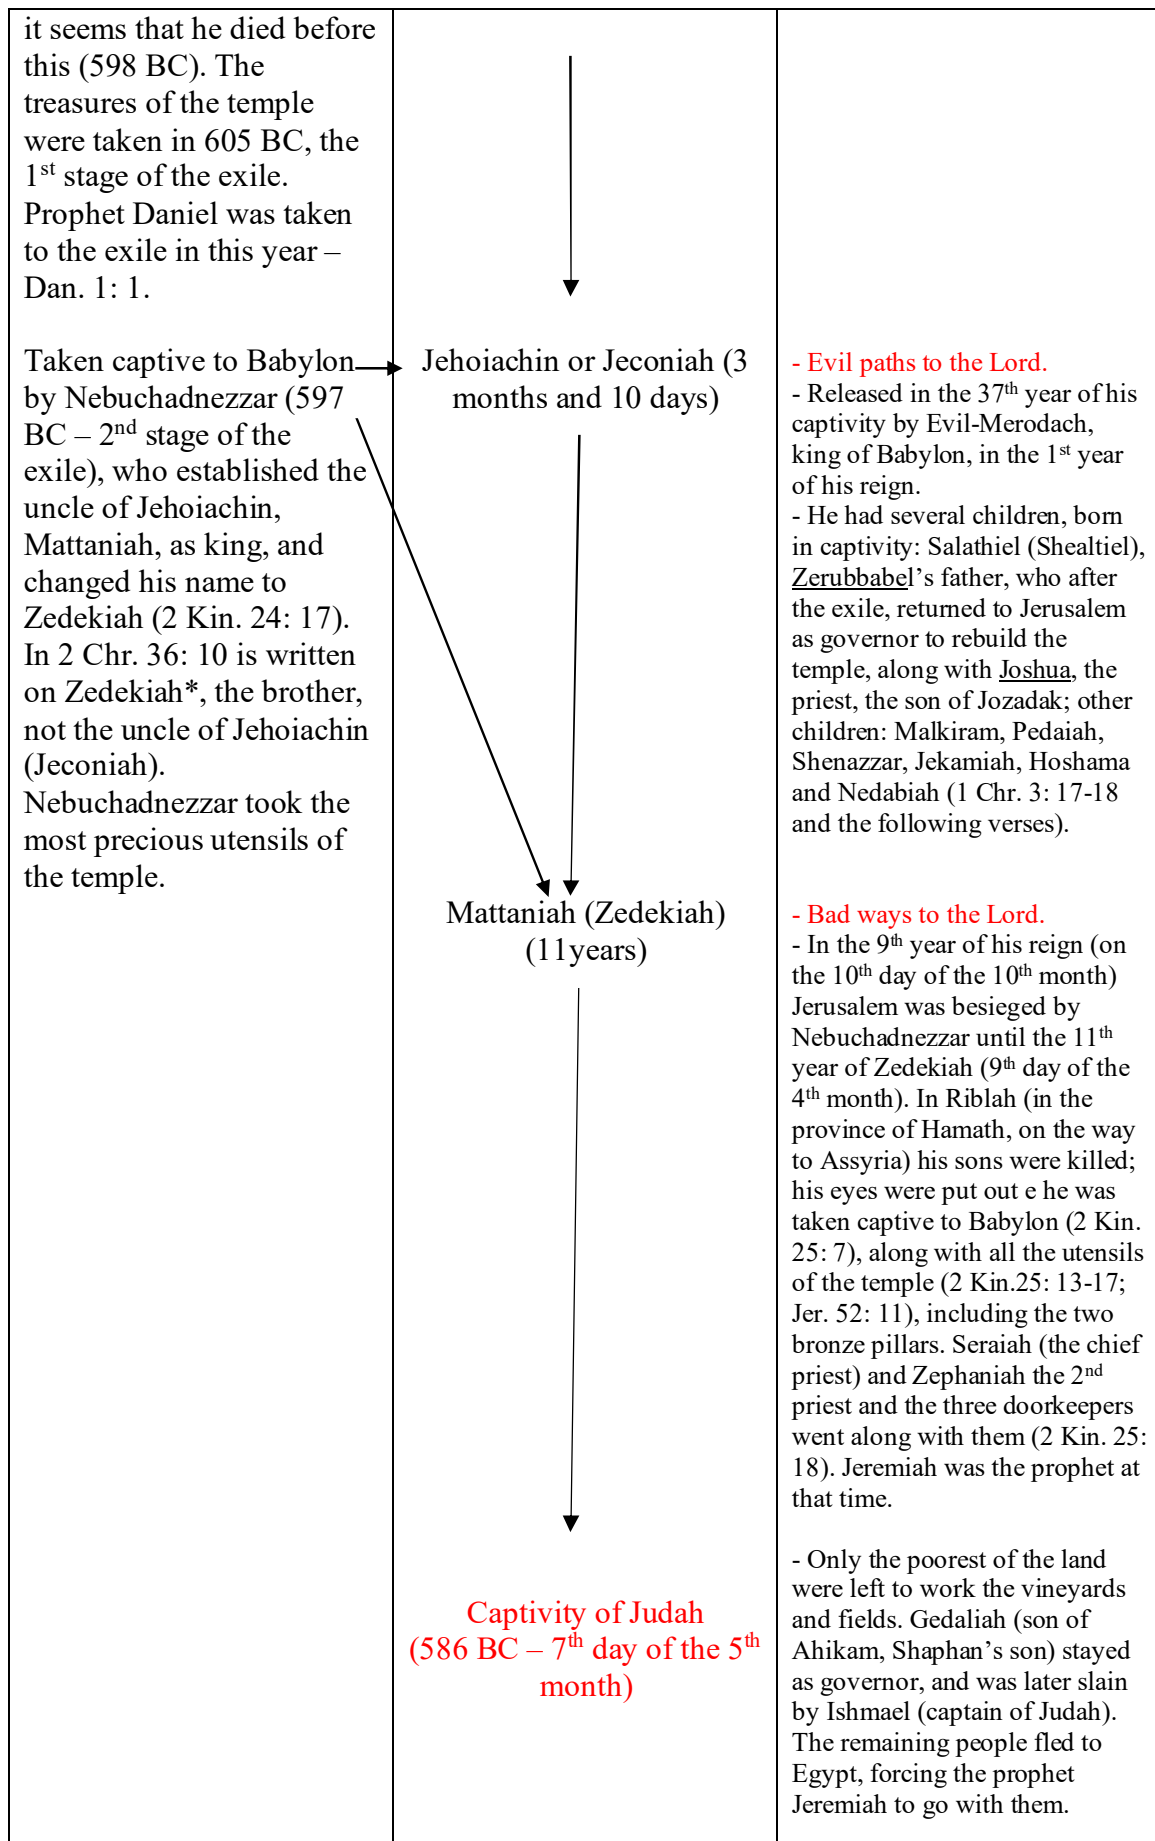 it seems that he died before
this (598 BC). The
treasures of the temple
were taken in 605 BC, the
1st stage of the exile.
Prophet Daniel was taken
to the exile in this year –
Dan. 1: 1.
Taken captive to Babylon
by Nebuchadnezzar (597
BC – 2nd stage of the
exile), who established the
uncle of Jehoiachin,
Mattaniah, as king, and
changed his name to
Zedekiah (2 Kin. 24: 17).
In 2 Chr. 36: 10 is written
on Zedekiah*, the brother,
not the uncle of Jehoiachin
(Jeconiah).
Nebuchadnezzar took the
most precious utensils of
the temple.
Jehoiachin or Jeconiah (3
months and 10 days)
Mattaniah (Zedekiah)
(11years)
Captivity of Judah
(586 BC – 7th day of the 5th
month)
- Evil paths to the Lord.
- Released in the 37th year of his
captivity by Evil-Merodach,
king of Babylon, in the 1st year
of his reign.
- He had several children, born
in captivity: Salathiel (Shealtiel),
Zerubbabel’s father, who after
the exile, returned to Jerusalem
as governor to rebuild the
temple, along with Joshua, the
priest, the son of Jozadak; other
children: Malkiram, Pedaiah,
Shenazzar, Jekamiah, Hoshama
and Nedabiah (1 Chr. 3: 17-18
and the following verses).
- Bad ways to the Lord.
- In the 9th year of his reign (on
the 10th day of the 10th month)
Jerusalem was besieged by
Nebuchadnezzar until the 11th
year of Zedekiah (9th day of the
4th month). In Riblah (in the
province of Hamath, on the way
to Assyria) his sons were killed;
his eyes were put out e he was
taken captive to Babylon (2 Kin.
25: 7), along with all the utensils
of the temple (2 Kin.25: 13-17;
Jer. 52: 11), including the two
bronze pillars. Seraiah (the chief
priest) and Zephaniah the 2nd
priest and the three doorkeepers
went along with them (2 Kin. 25:
18). Jeremiah was the prophet at
that time.
- Only the poorest of the land
were left to work the vineyards
and fields. Gedaliah (son of
Ahikam, Shaphan’s son) stayed
as governor, and was later slain
by Ishmael (captain of Judah).
The remaining people fled to
Egypt, forcing the prophet
Jeremiah to go with them.